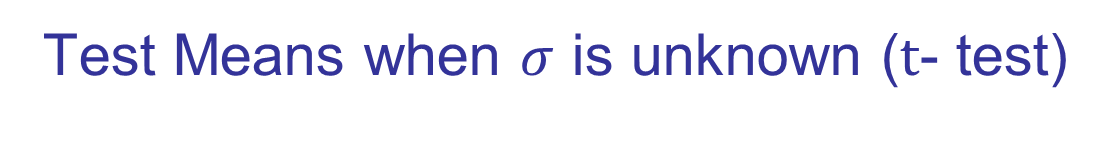 Test Means when 𝜎 is unknown (t- test)